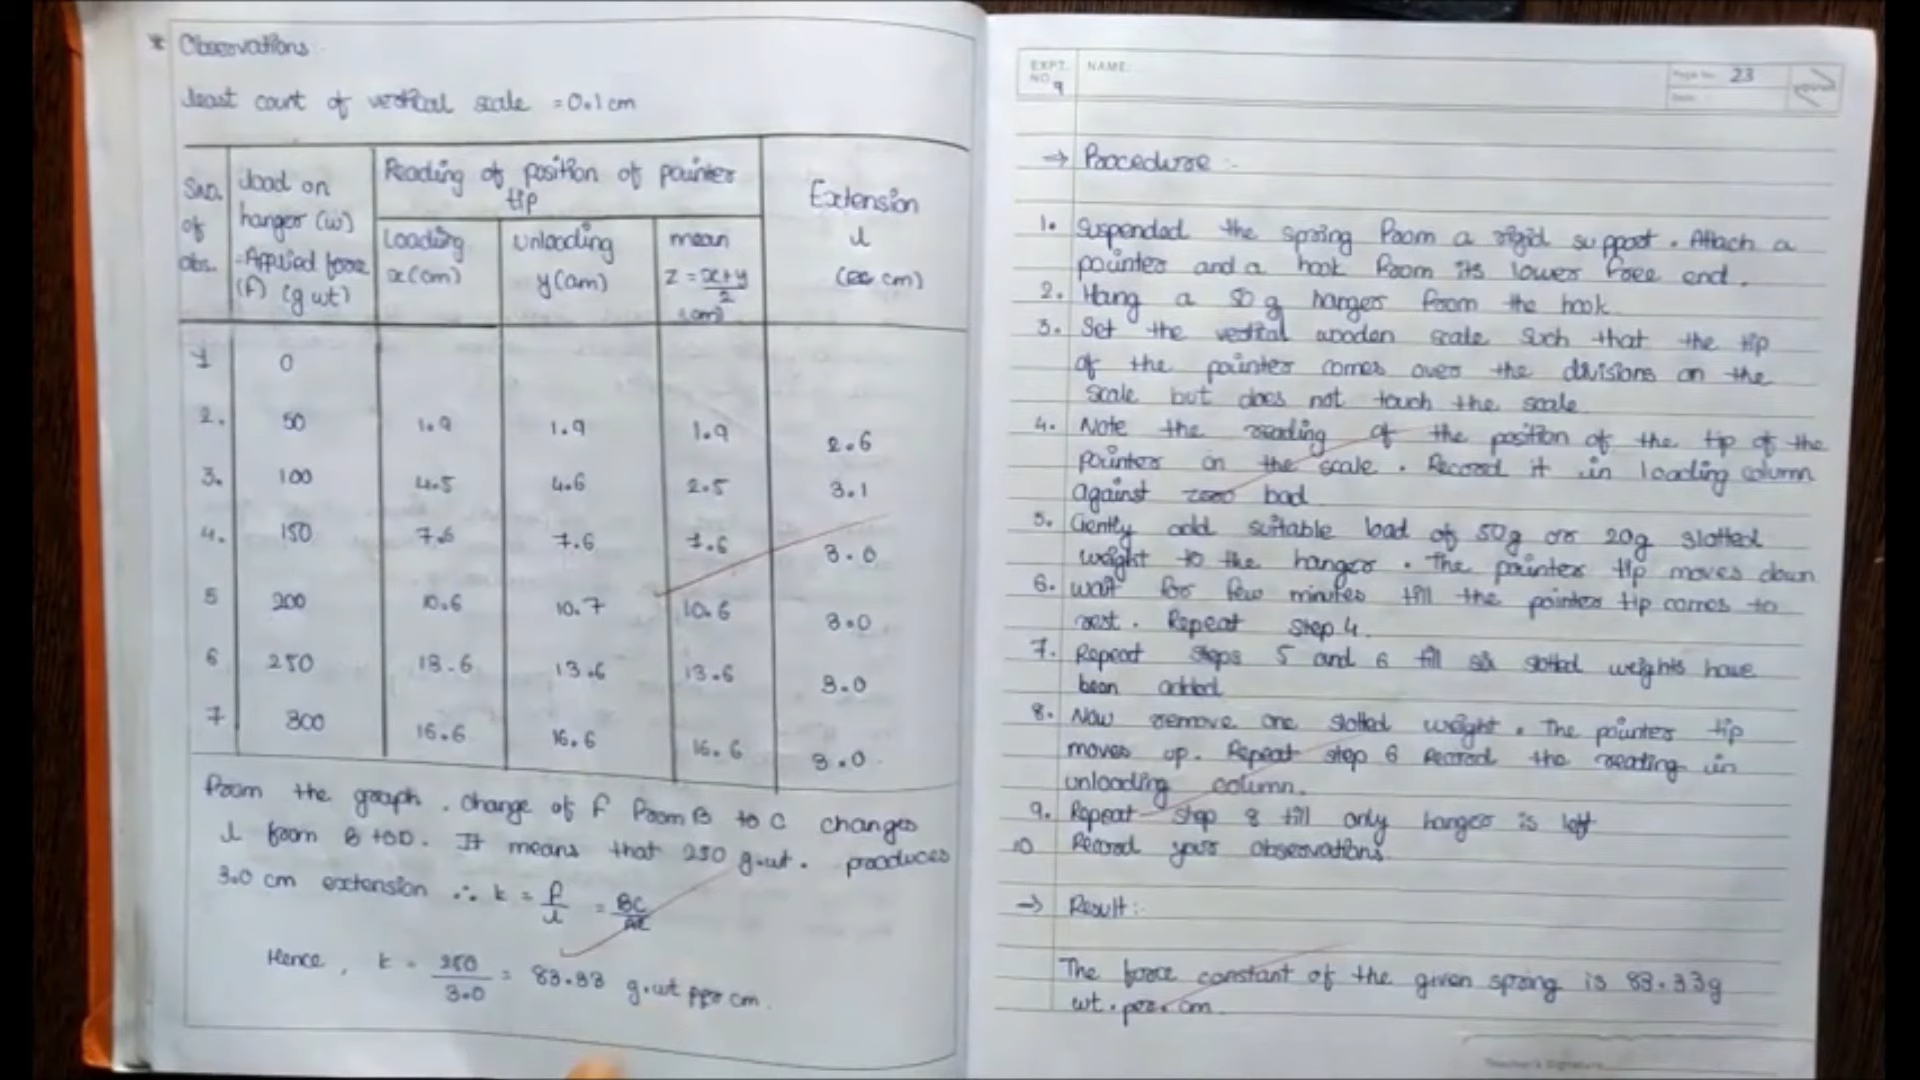 * Observations:
least count of vertical scale = 0.1 cm
S.no. of obs.
load on hanger (w) = Applied force (F) (g wt)
Reading of position of pointer tip
Extension l (cm)
Loading x (cm)
Unloading y (cm)
mean z = x+y/2 (cm)
1 0
2. 50 1.9 1.9 1.9 2.6
3. 100 4.5 4.6 2.5 3.1
4. 150 7.6 7.6 7.6 3.0
5 200 10.6 10.7 10.6 3.0
6 250 13.6 13.6 13.6 3.0
7 300 16.6 16.6 16.6 3.0
From the graph. change of F From B to C changes
l from B to D. It means that 250 g.wt. produces
3.0 cm extension ∴ k = F/l = BC/
Hence, k = 250/3.0 = 83.33 g.wt per cm.
EXPT. NO. 9
NAME:
Page No. 23
Date:
→ Procedure :-
1. Suspended the spring From a rigid support. Attach a
pointer and a hook From its lower free end.
2. Hang a 50 g hanger from the hook
3. Set the vertical wooden scale such that the tip
of the pointer comes over the divisions on the
scale but does not touch the scale
4. Note the reading of the position of the tip of the
pointer on the scale. Record it in loading column
against zero load
5. Gently add suitable load of 50g or 20g slotted
weight to the hanger. The pointer tip moves down
6. wait for few minutes till the pointer tip comes to
rest. Repeat step 4.
7. Repeat steps 5 and 6 till six slotted weights have
been added
8. Now remove one slotted weight. The pointer tip
moves up. Repeat step 6 Record the reading in
unloading column.
9. Repeat step 8 till only hanger is left
10 Record your observations.
→ Result:-
The force constant of the given spring is 83.33g
wt. per. cm.
Teacher's Signature